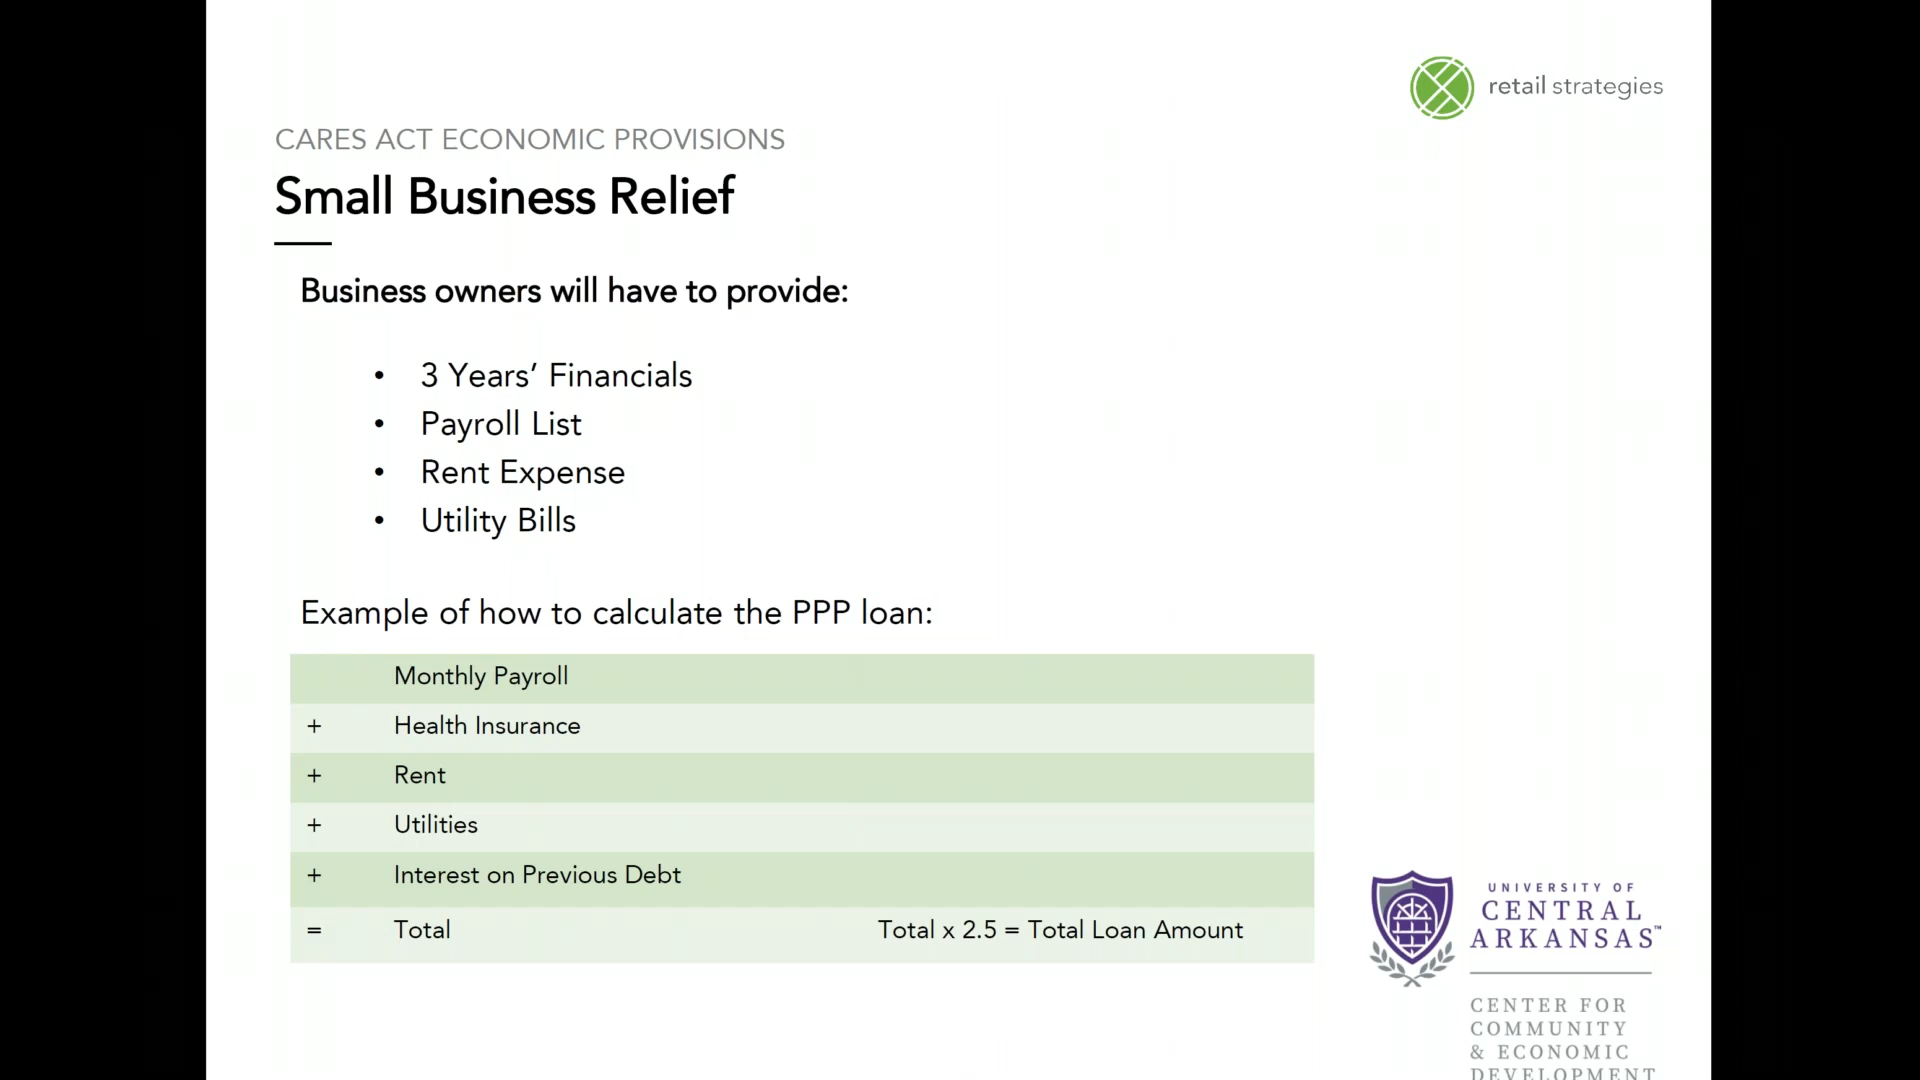 retail strategies
CARES ACT ECONOMIC PROVISIONS
Small Business Relief
Business owners will have to provide:
• 3 Years’ Financials
• Payroll List
• Rent Expense
• Utility Bills
Example of how to calculate the PPP loan:
Monthly Payroll
+ Health Insurance
+ Rent
+ Utilities
+ Interest on Previous Debt
= Total Total x 2.5 = Total Loan Amount
UNIVERSITY OF
CENTRAL
ARKANSAS™
CENTER FOR
COMMUNITY
& ECONOMIC
DEVELOPMENT